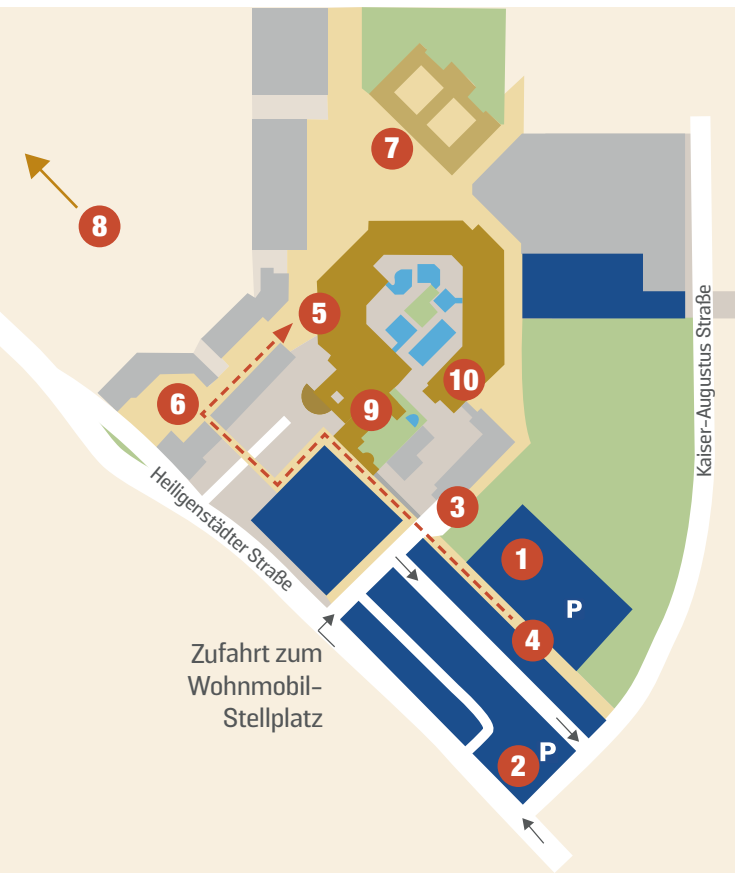 7
8
5
10
6
9
Kaiser-Augustus Straße
Heiligenstädter Straße
3
1
P
4
Zufahrt zum
Wohnmobil-
Stellplatz
P
2